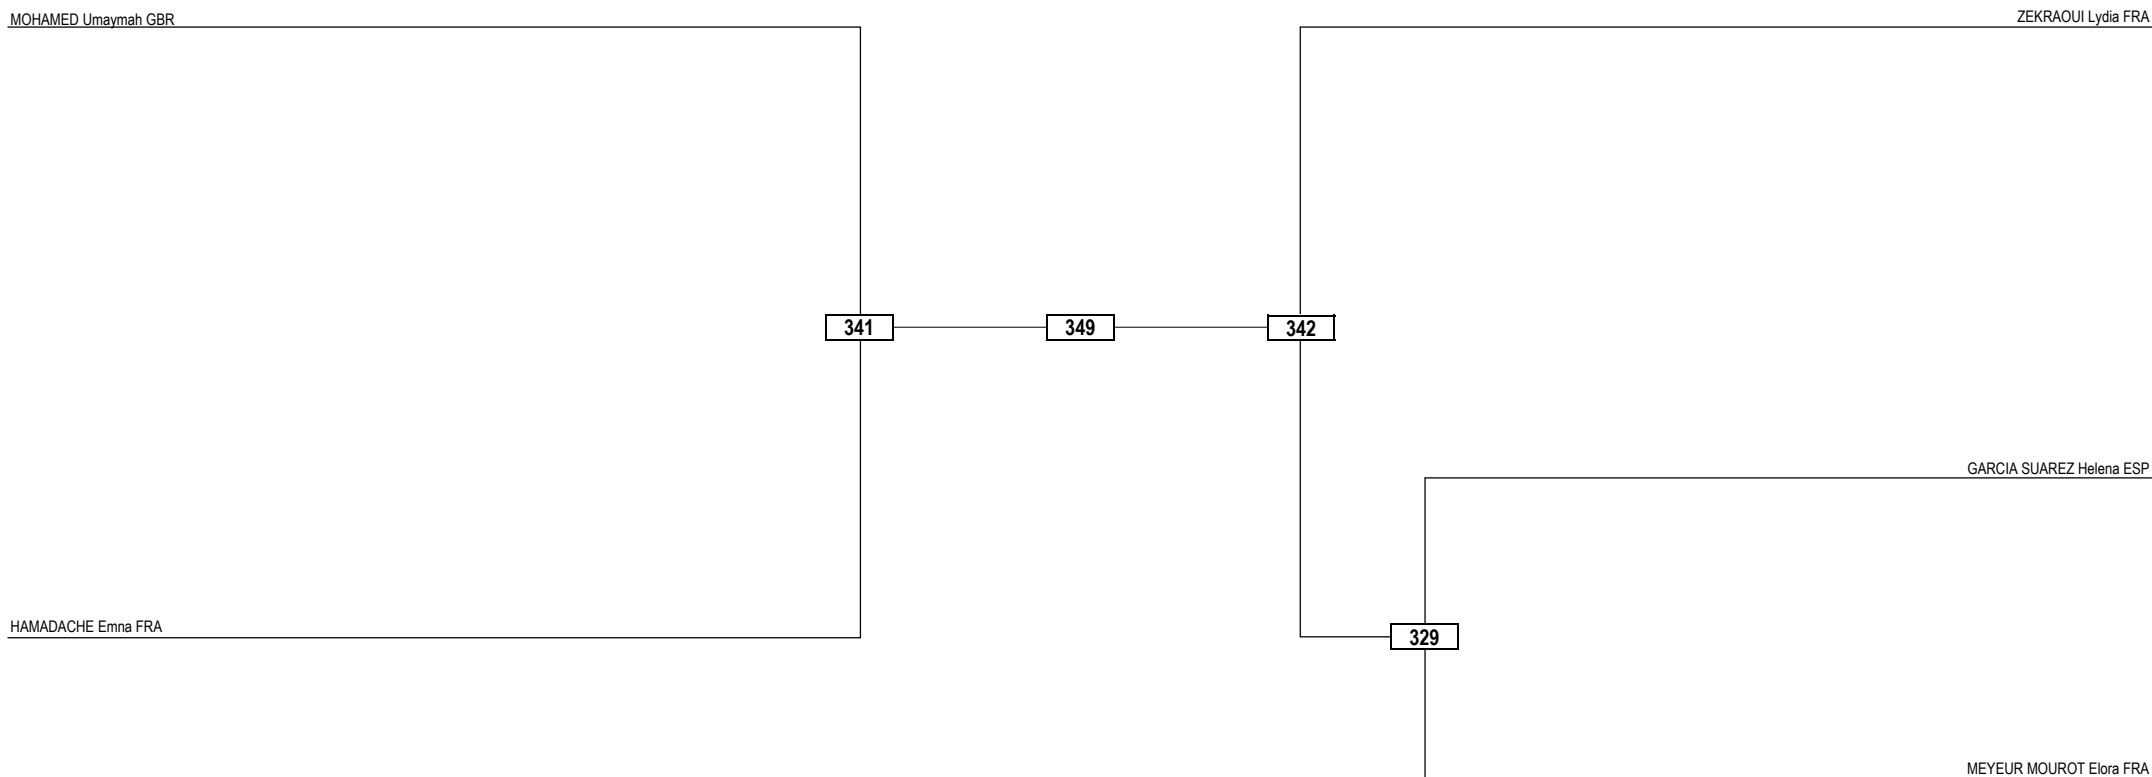 MOHAMED Umaymah GBR
ZEKRAOUI Lydia FRA
341
349
342
GARCIA SUAREZ Helena ESP
HAMADACHE Emna FRA
329
MEYEUR MOUROT Elora FRA